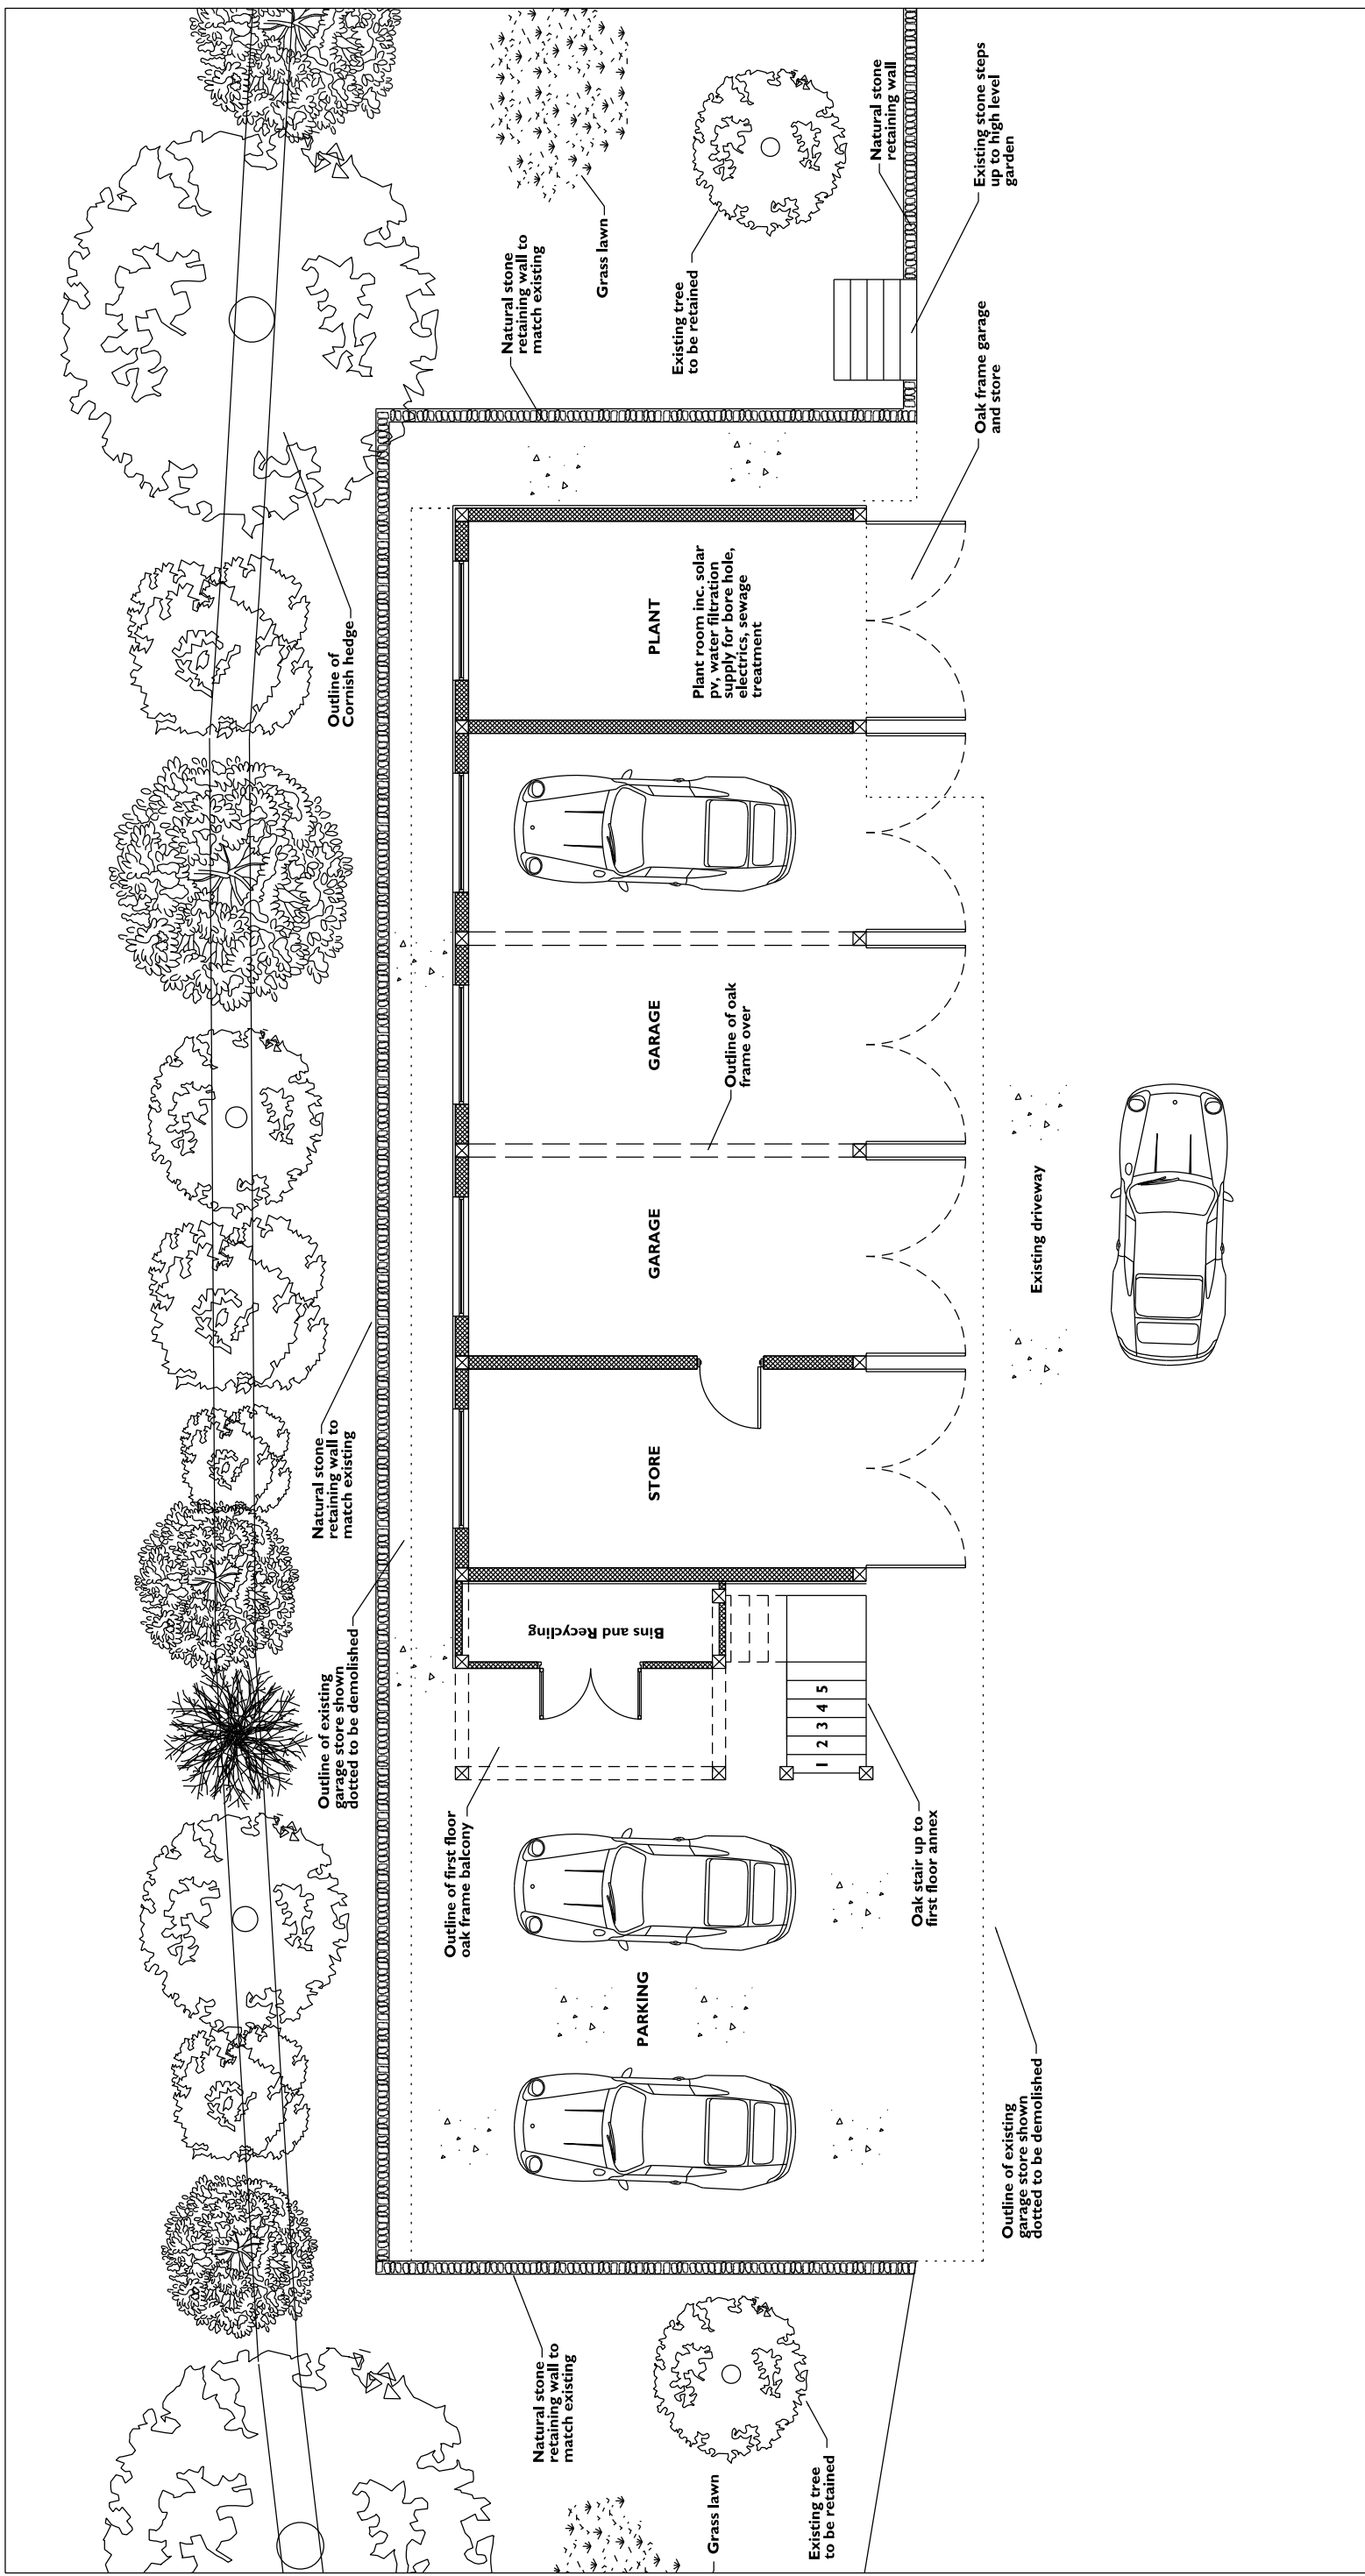 Outline of
Cornish hedge
Natural stone
retaining wall to
match existing
Outline of existing
garage store shown
dotted to be demolished
Outline of first floor
oak frame balcony
Natural stone
retaining wall to
match existing
Natural stone
retaining wall to
match existing
Grass lawn
Existing tree
to be retained
Natural stone
retaining wall
Existing stone steps
up to high level
garden
Grass lawn
Existing tree
to be retained
PARKING
Bins and Recycling
STORE
GARAGE
GARAGE
PLANT
Plant room inc. solar
pv, water filtration
supply for bore hole,
electrics, sewage
treatment
Outline of oak
frame over
1 2 3 4 5
Oak stair up to
first floor annex
Oak frame garage
and store
Outline of existing
garage store shown
dotted to be demolished
Existing driveway